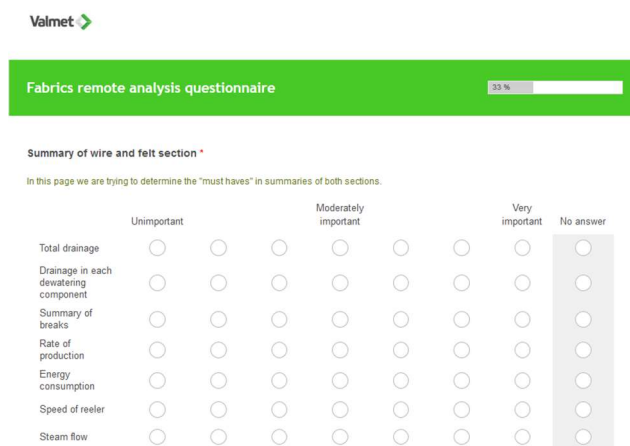 Valmet
Fabrics remote analysis questionnaire
33 %
Summary of wire and felt section *
In this page we are trying to determine the "must haves" in summaries of both sections.
Unimportant
Moderately
important
Very
important
No answer
Total drainage
Drainage in each
dewatering
component
Summary of
breaks
Rate of
production
Energy
consumption
Speed of reeler
Steam flow